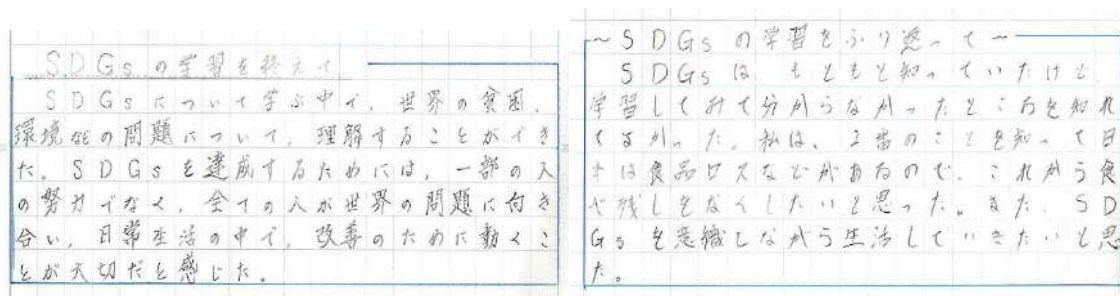 SDGsの学習を終えて
SDGsについて学ぶ中で、世界の貧困、
環境などの問題について、理解することができ
た。SDGsを達成するためには、一部の人
の努力でなく、全ての人が世界の問題に向き
合い、日常生活の中で、改善のために動くこ
とが大切だと感じた。
~SDGsの学習をふり返って~
SDGsは、もともと知っていたけど、
学習してみて分からなかったところを知れ
てよかった。私は、2番のことを知って日
本は食品ロスなどがあるので、これから食
べ残しをなくしたいと思った。また、SD
Gsを意識しながら生活していきたいと思
た。